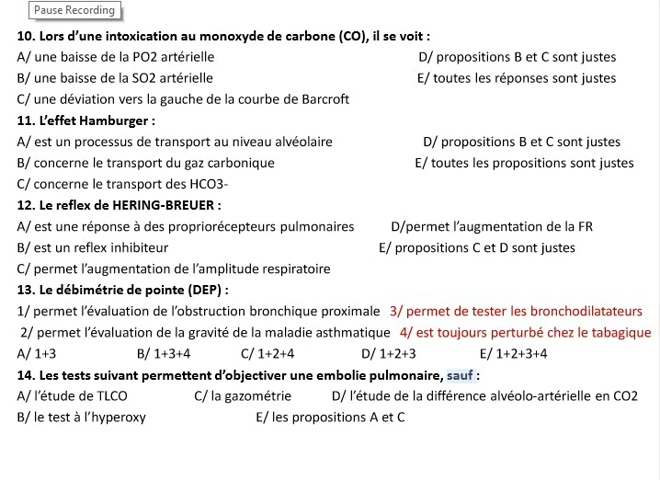 Pause Recording
10. Lors d'une intoxication au monoxyde de carbone (CO), il se voit :
A/ une baisse de la PO2 artérielle D/ propositions B et C sont justes
B/ une baisse de la SO2 artérielle E/ toutes les réponses sont justes
C/ une déviation vers la gauche de la courbe de Barcroft
11. L'effet Hamburger :
A/ est un processus de transport au niveau alvéolaire D/ propositions B et C sont justes
B/ concerne le transport du gaz carbonique E/ toutes les propositions sont justes
C/ concerne le transport des HCO3-
12. Le reflex de HERING-BREUER :
A/ est une réponse à des propriorécepteurs pulmonaires D/permet l'augmentation de la FR
B/ est un reflex inhibiteur E/ propositions C et D sont justes
C/ permet l'augmentation de l'amplitude respiratoire
13. Le débimétrie de pointe (DEP) :
1/ permet l'évaluation de l'obstruction bronchique proximale 3/ permet de tester les bronchodilatateurs
2/ permet l'évaluation de la gravité de la maladie asthmatique 4/ est toujours perturbé chez le tabagique
A/ 1+3 B/ 1+3+4 C/ 1+2+4 D/ 1+2+3 E/ 1+2+3+4
14. Les tests suivant permettent d'objectiver une embolie pulmonaire, sauf :
A/ l'étude de TLCO C/ la gazométrie D/ l'étude de la différence alvéolo-artérielle en CO2
B/ le test à l'hyperoxy E/ les propositions A et C